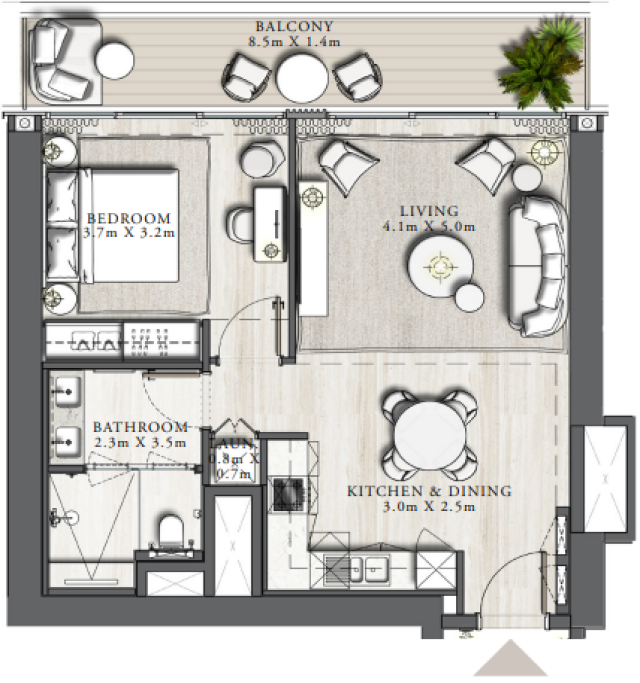 BALCONY
8.5m X 1.4m
BEDROOM
3.7m X 3.2m
LIVING
4.1m X 5.0m
BATHROOM
2.3m X 3.5m
LAUN.
0.8m X
0.7m
KITCHEN & DINING
3.0m X 2.5m